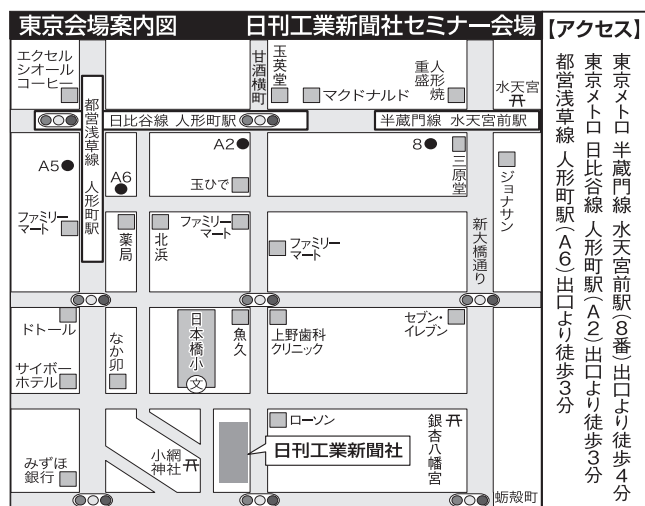 東京会場案内図 日刊工業新聞社セミナー会場
【アクセス】
東京メトロ 半蔵門線 水天宮前駅(8番)出口より徒歩4分
東京メトロ 日比谷線 人形町駅(A2)出口より徒歩3分
都営浅草線 人形町駅(A6)出口より徒歩3分
エクセル
シオール
コーヒー
甘酒横町
玉英堂
マクドナルド
人形焼
重盛
水天宮
都営浅草線 人形町駅
日比谷線 人形町駅
半蔵門線 水天宮前駅
A5
A6
A2
8
三原堂
ジョナサン
玉ひで
ファミリー
マート
薬局
北浜
ファミリー
マート
ファミリー
マート
新大橋通り
ドトール
なか卯
日本橋小
文
魚久
上野歯科
クリニック
セブン・
イレブン
サイボー
ホテル
ローソン
銀杏八幡宮
小網
神社
日刊工業新聞社
みずほ
銀行
蛎殻町